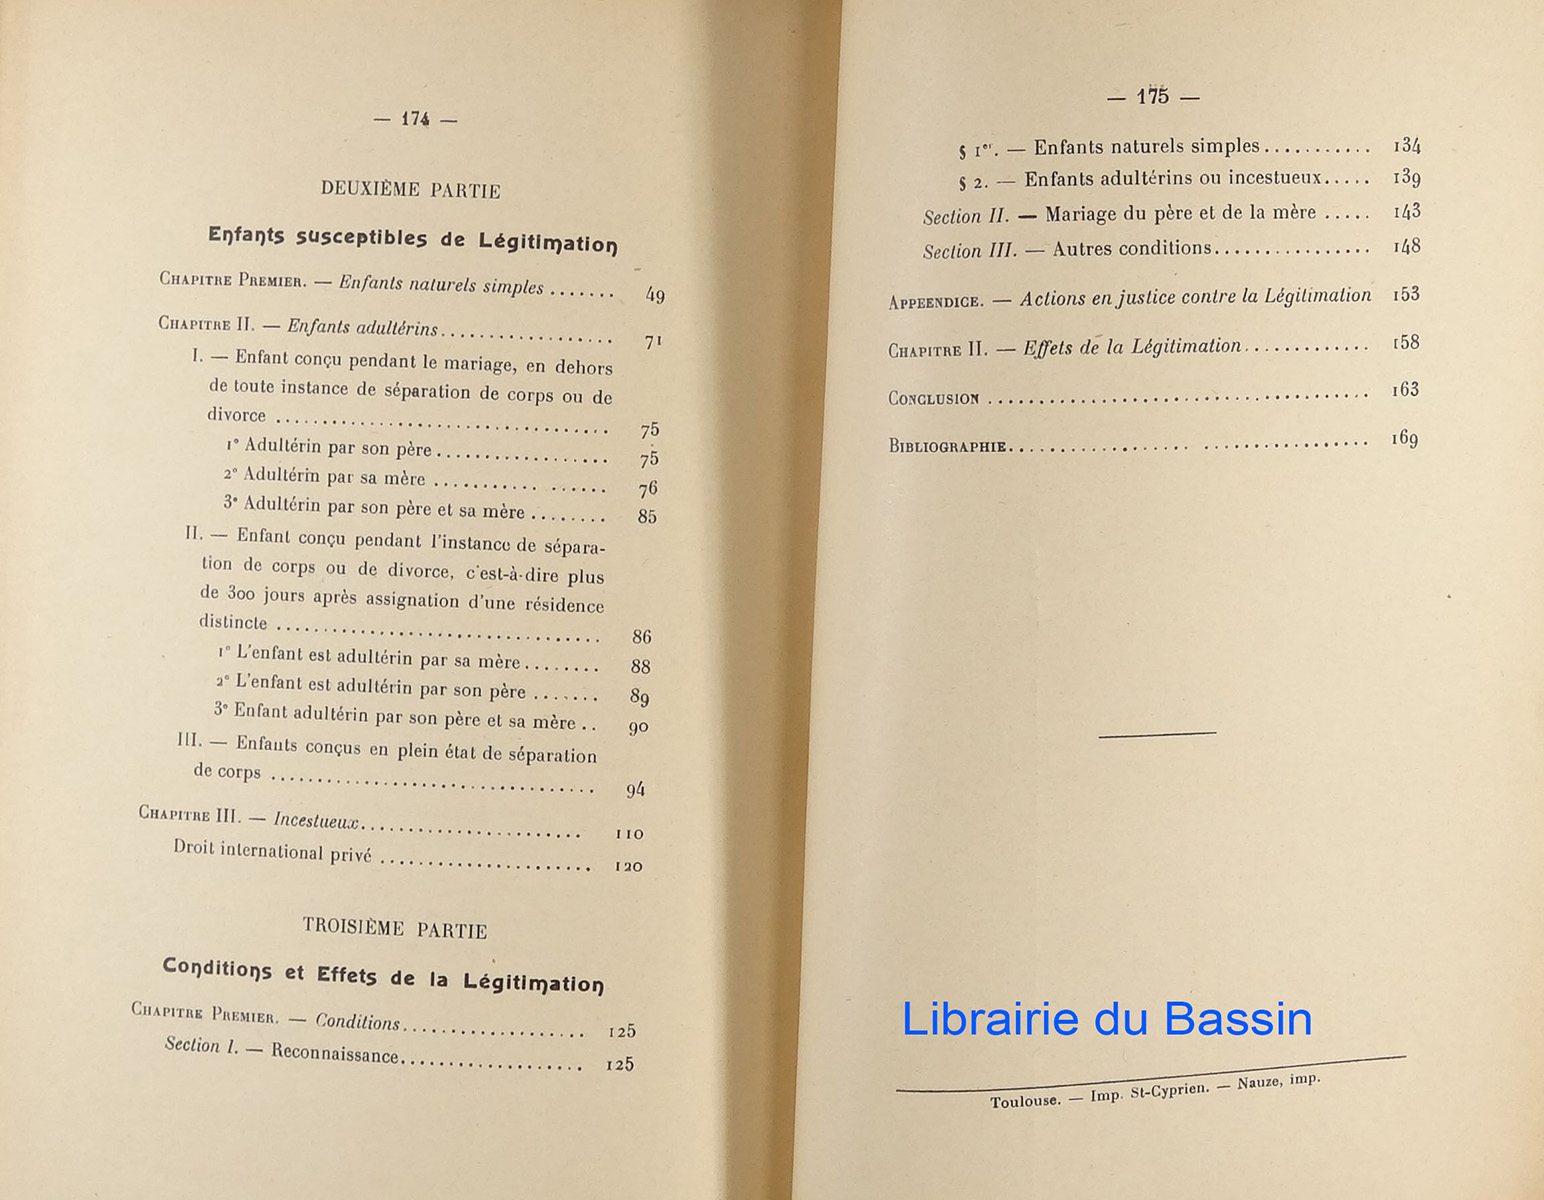 — 174 —
DEUXIÈME PARTIE
Enfants susceptibles de Légitimation
CHAPITRE PREMIER. — Enfants naturels simples ....... 49
CHAPITRE II. — Enfants adultérins.................. 71
I. — Enfant conçu pendant le mariage, en dehors
de toute instance de séparation de corps ou de
divorce .................................. 75
1° Adultérin par son père.................. 75
2° Adultérin par sa mère ........... ...... 76
3° Adultérin par son père et sa mère ........ 85
II. — Enfant conçu pendant l'instance de sépara-
tion de corps ou de divorce, c'est-à-dire plus
de 300 jours après assignation d'une résidence
distincte .................................. 86
1° L'enfant est adultérin par sa mère........ 88
2° L'enfant est adultérin par son père ....... 89
3° Enfant adultérin par son père et sa mère .. 90
III. — Enfants conçus en plein état de séparation
de corps .................................. 94
CHAPITRE III. — Incestueux....................... 110
Droit international privé ...................... 120
TROISIÈME PARTIE
Conditions et Effets de la Légitimation
CHAPITRE PREMIER. — Conditions................... 125
Section I. — Reconnaissance.................... 125
— 175 —
§ 1er. — Enfants naturels simples........... 134
§ 2. — Enfants adultérins ou incestueux..... 139
Section II. — Mariage du père et de la mère ..... 143
Section III. — Autres conditions................ 148
APPEENDICE. — Actions en justice contre la Légitimation 153
CHAPITRE II. — Effets de la Légitimation............. 158
CONCLUSION ....................................... 163
BIBLIOGRAPHIE.................. ................. 169
Librairie du Bassin
Toulouse. — Imp. St-Cyprien. — Nauze, imp.